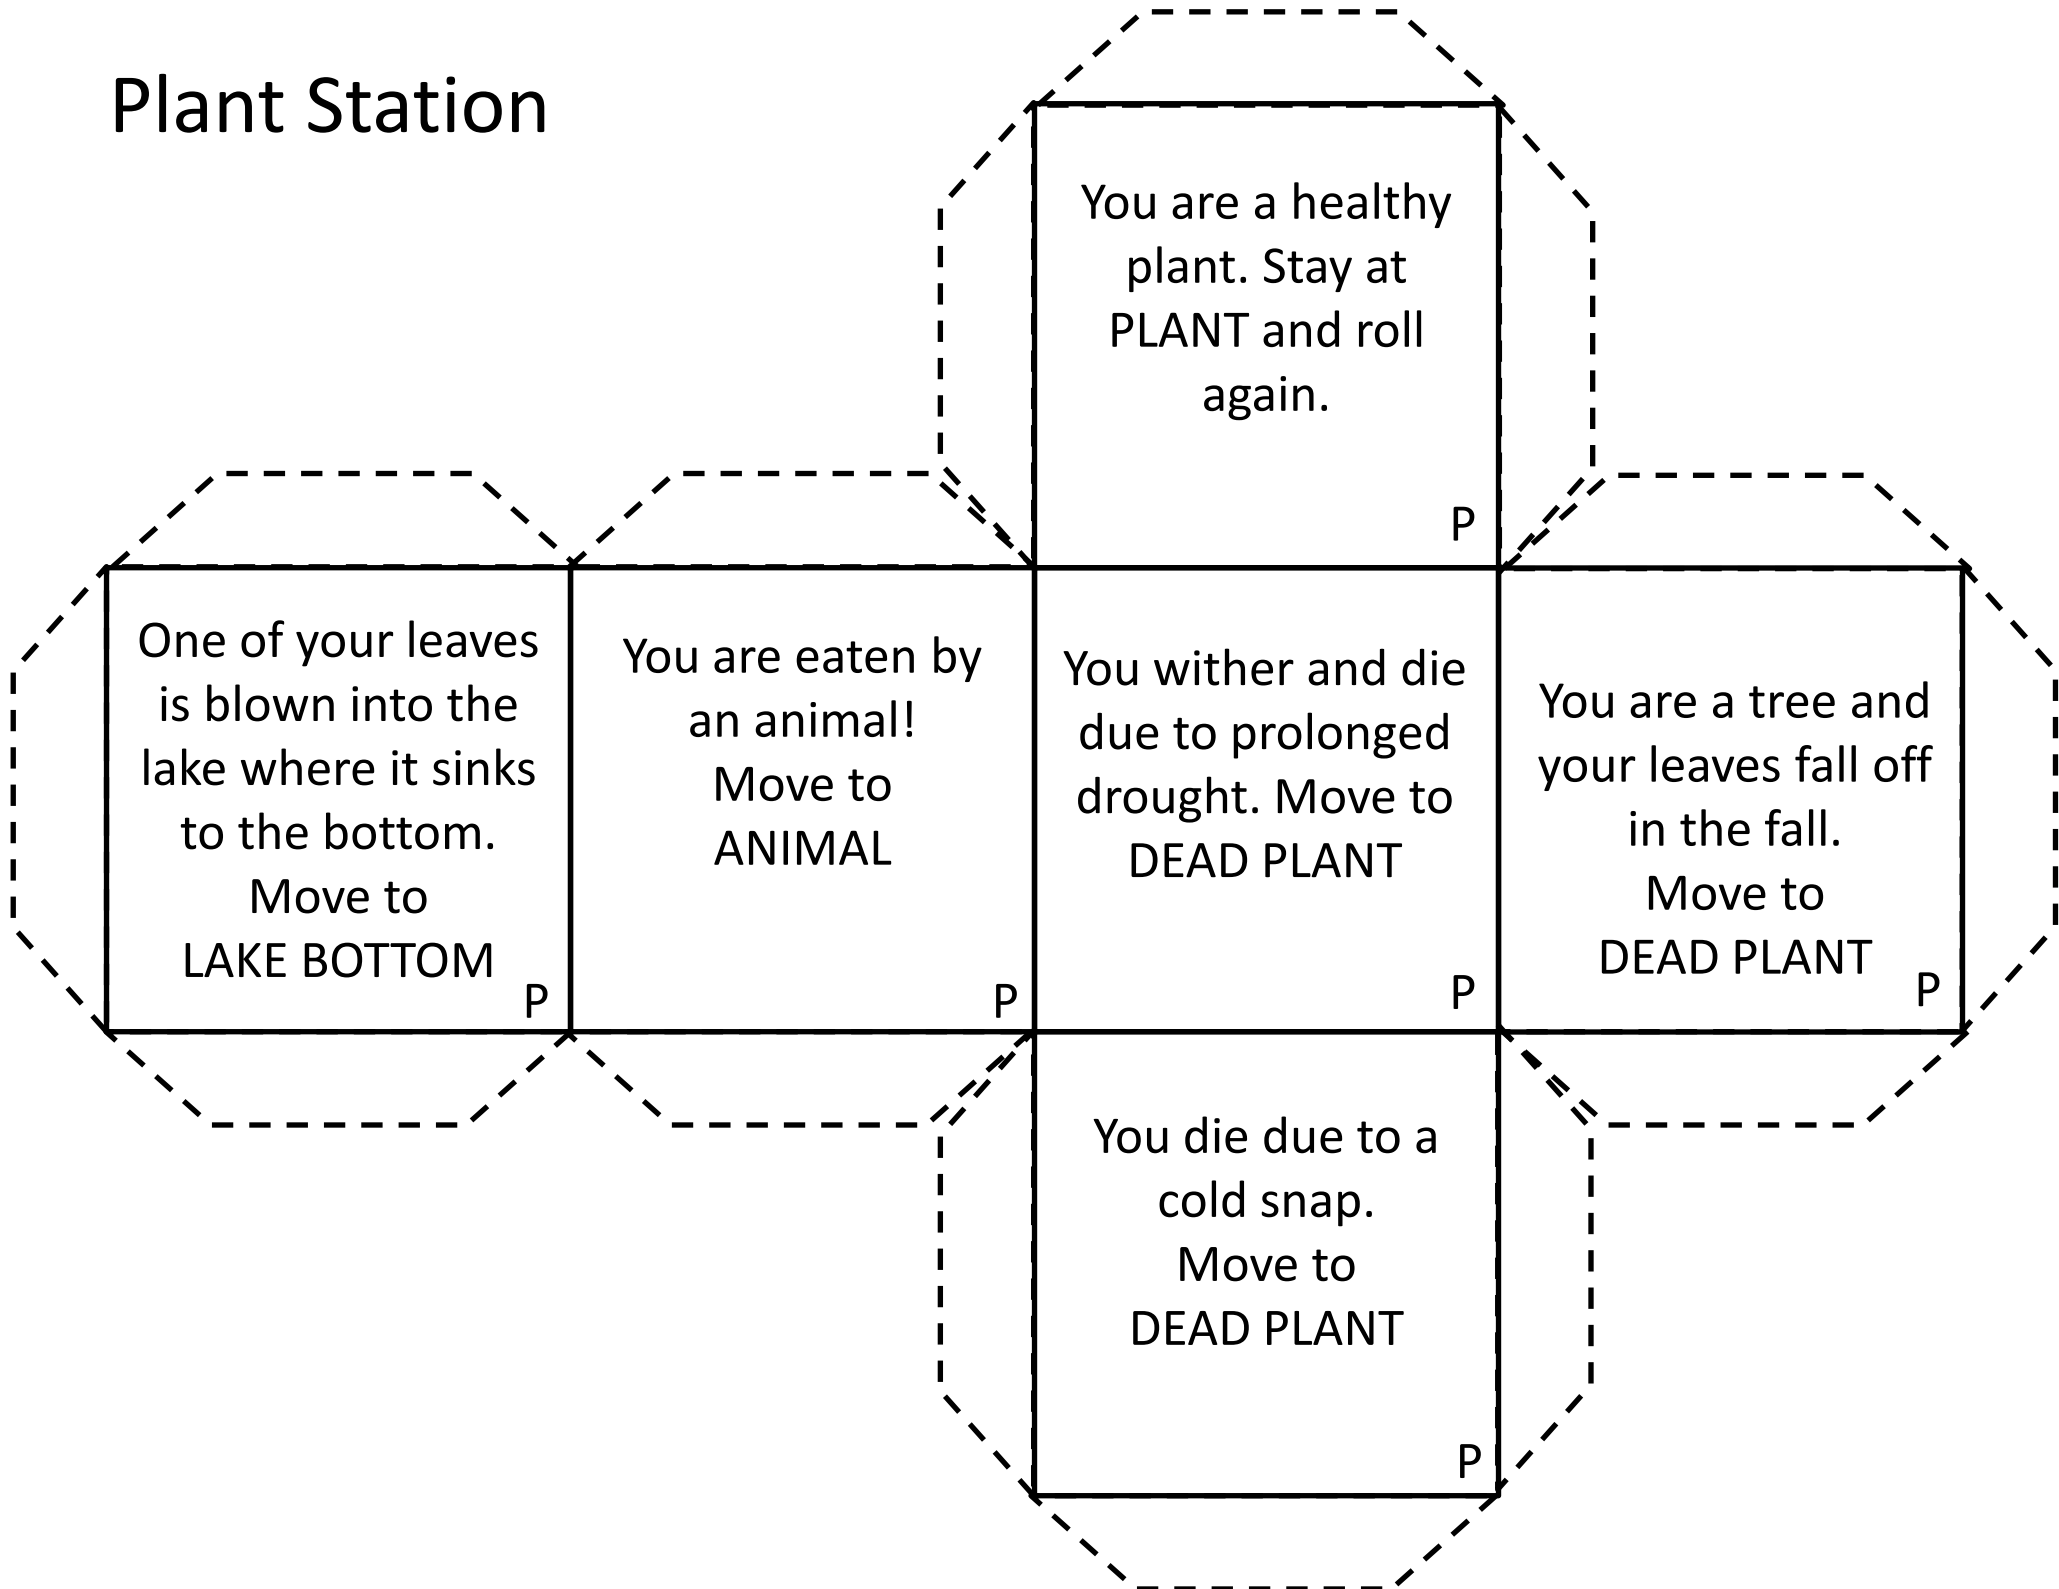 Plant Station
You are a healthy
plant. Stay at
PLANT and roll
again.
P
One of your leaves
is blown into the
lake where it sinks
to the bottom.
Move to
LAKE BOTTOM
P
You are eaten by
an animal!
Move to
ANIMAL
P
You wither and die
due to prolonged
drought. Move to
DEAD PLANT
P
You are a tree and
your leaves fall off
in the fall.
Move to
DEAD PLANT
P
You die due to a
cold snap.
Move to
DEAD PLANT
P